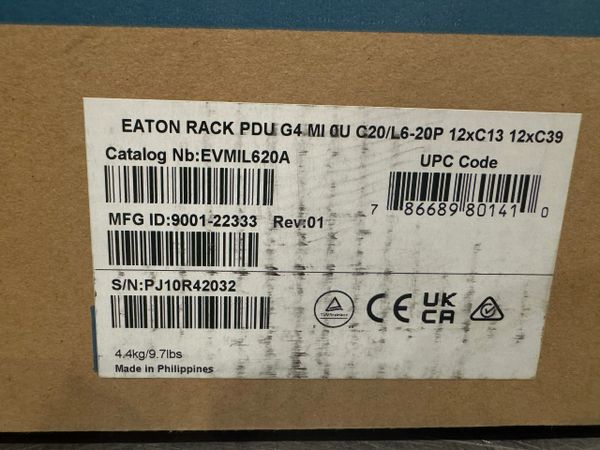 EATON RACK PDU G4 MI 0U C20/L6-20P 12xC13 12xC39
Catalog Nb:EVMIL620A
UPC Code
7 86689 80141 0
MFG ID:9001-22333 Rev:01
S/N:PJ10R42032
CE UK CA
4.4kg/9.7lbs
Made in Philippines